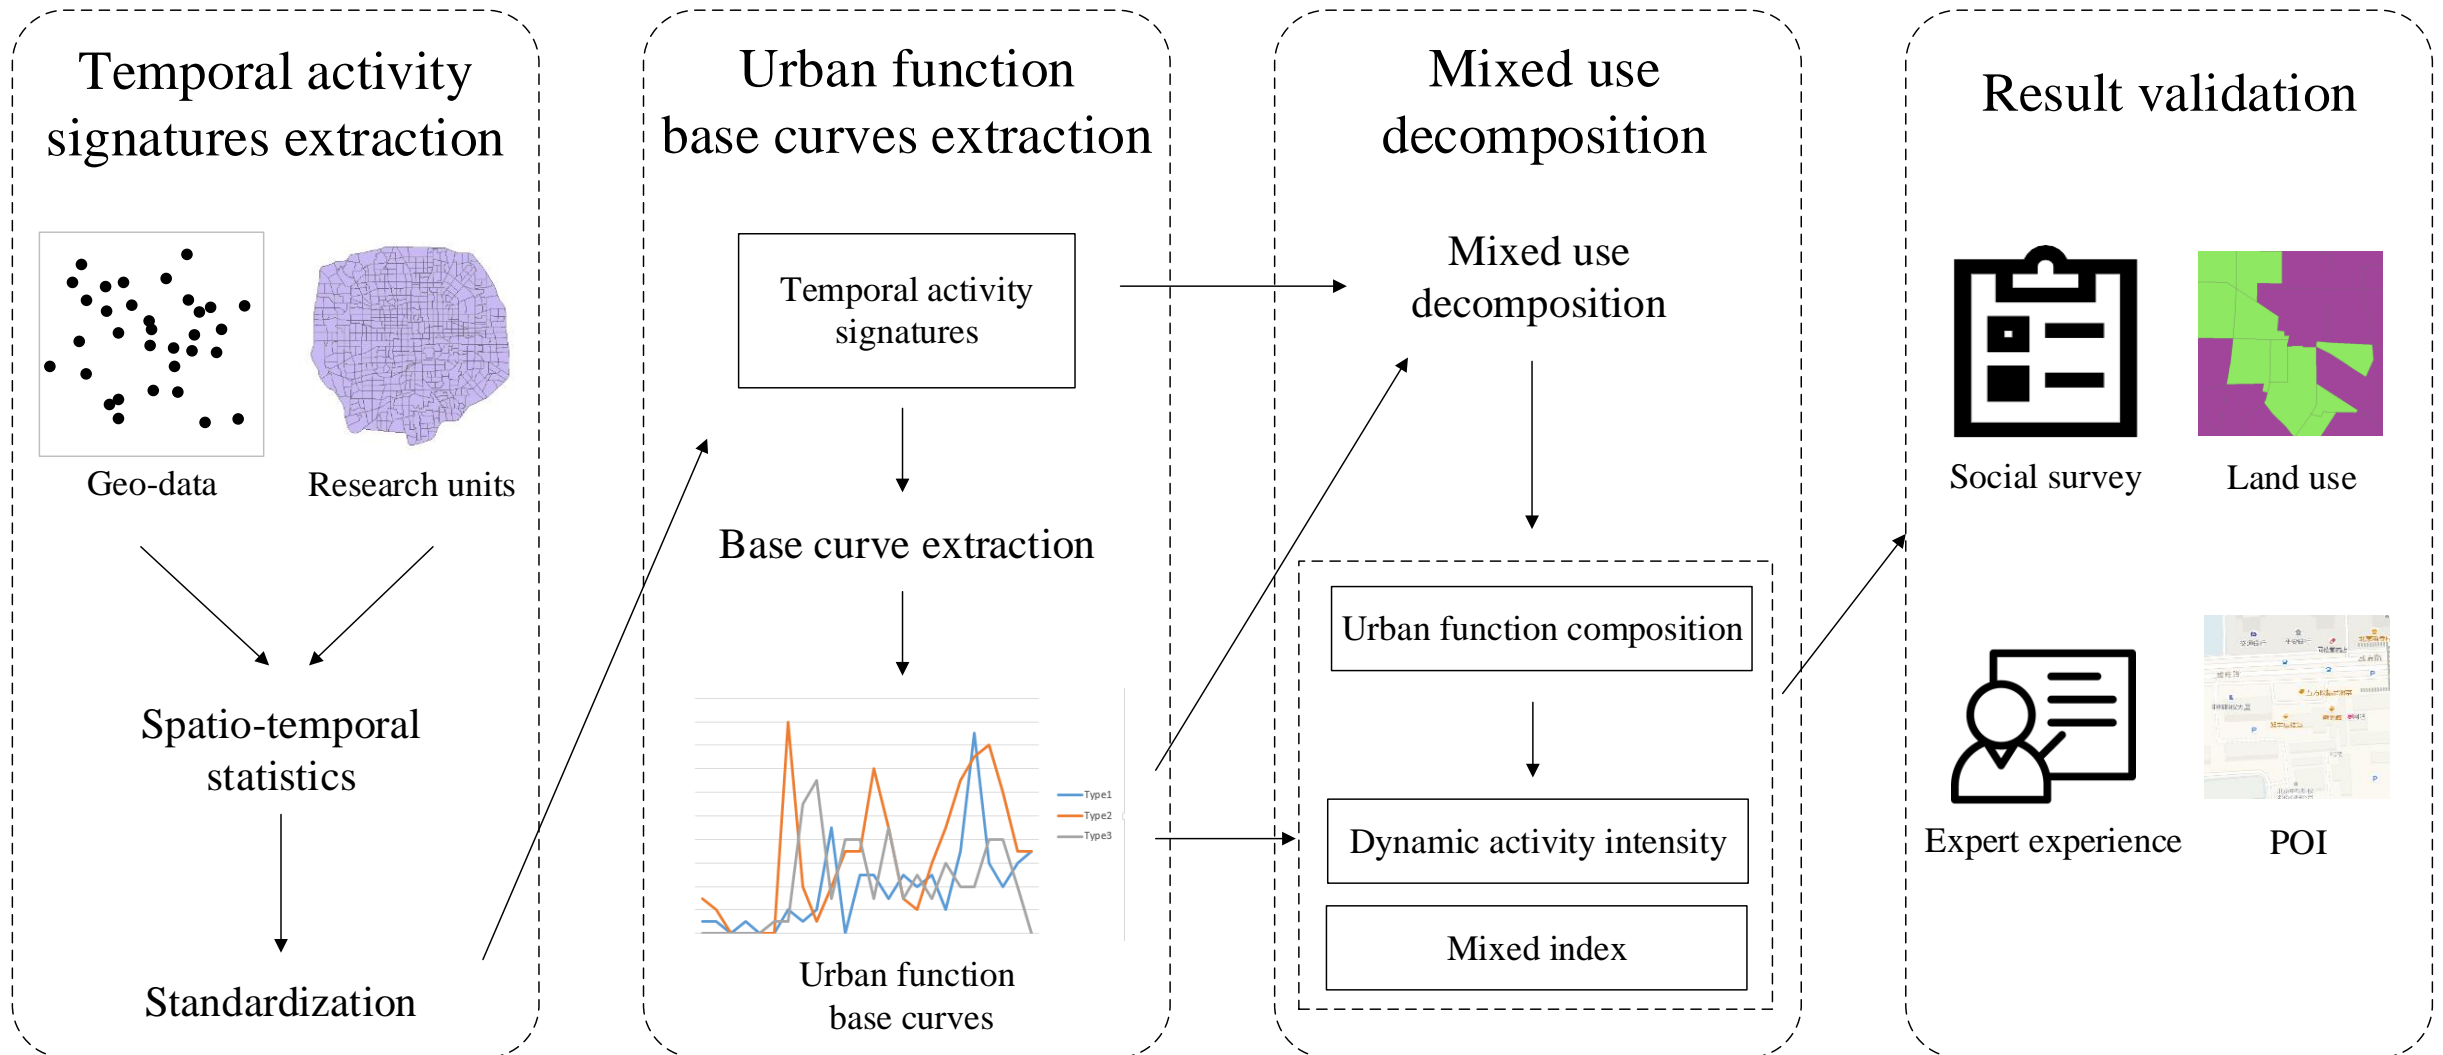 Temporal activity
signatures extraction
Geo-data
Research units
Spatio-temporal
statistics
Standardization
Urban function
base curves extraction
Temporal activity
signatures
Base curve extraction
Type1
Type2
Type3
Urban function
base curves
Mixed use
decomposition
Mixed use
decomposition
Urban function composition
Dynamic activity intensity
Mixed index
Result validation
Social survey
Land use
Expert experience
POI
P
P
P